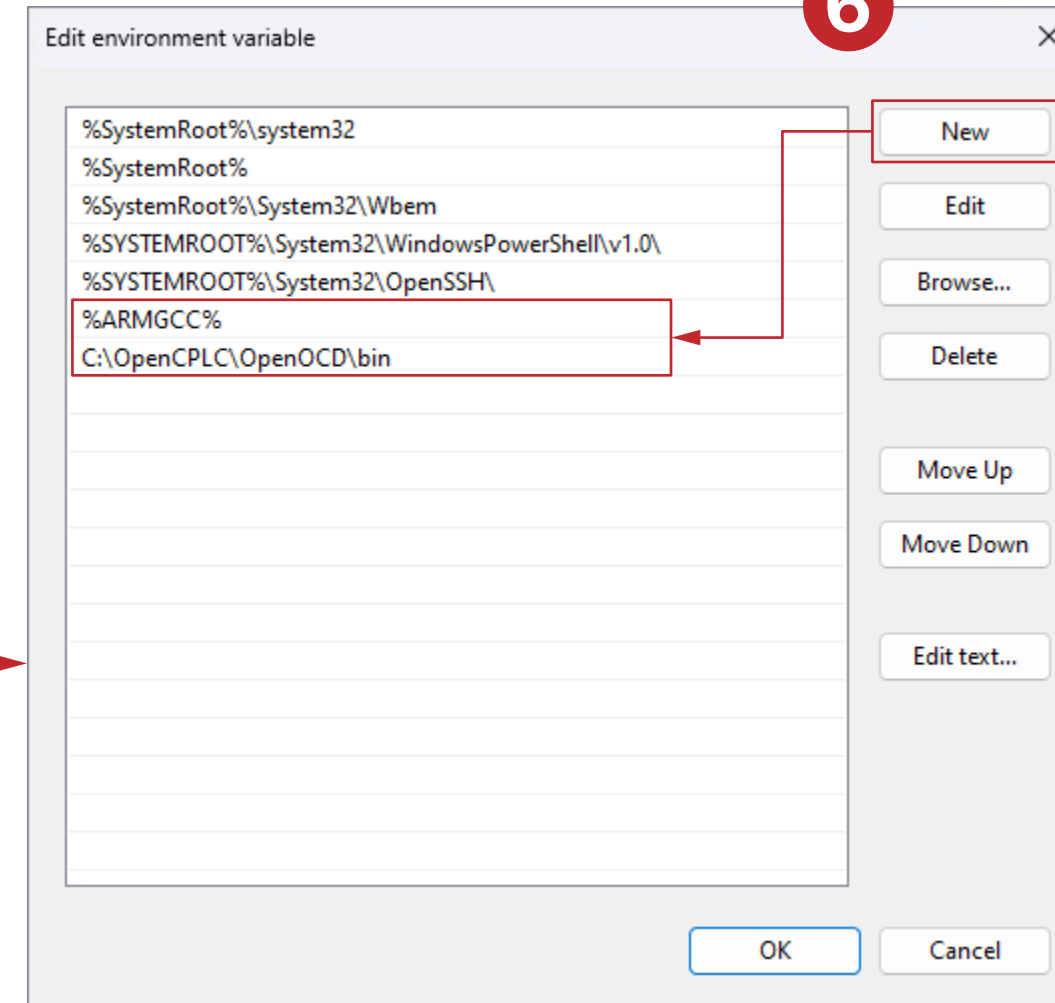 6
Edit environment variable
%SystemRoot%\system32
%SystemRoot%
%SystemRoot%\System32\Wbem
%SYSTEMROOT%\System32\WindowsPowerShell\v1.0\
%SYSTEMROOT%\System32\OpenSSH\
%ARMGCC%
C:\OpenCPLC\OpenOCD\bin
New
Edit
Browse...
Delete
Move Up
Move Down
Edit text...
OK
Cancel